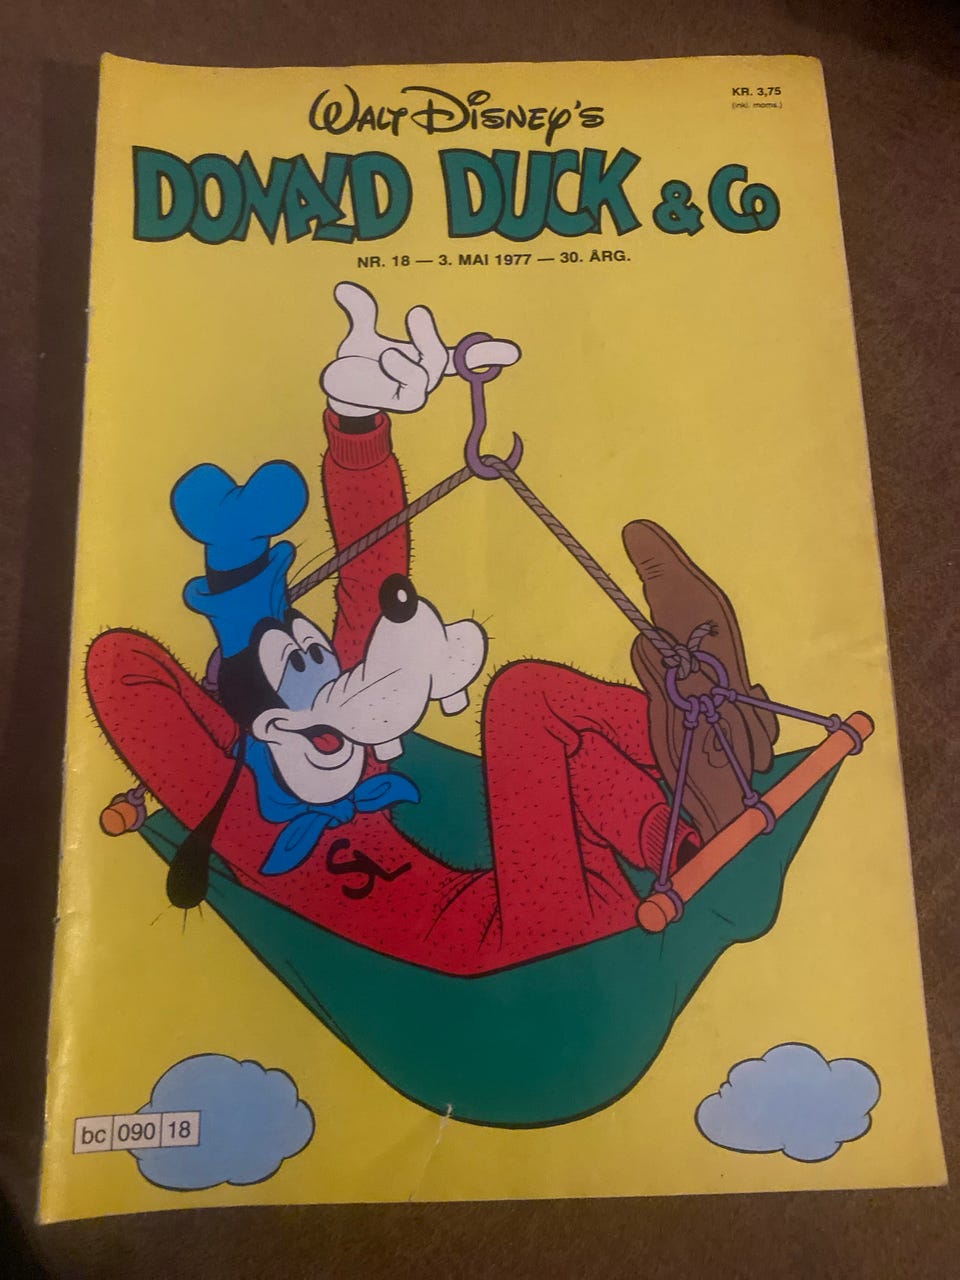 WALT DISNEY'S
KR. 3,75
(inkl. moms.)
DONALD DUCK & CO
NR. 18 — 3. MAI 1977 — 30. ÅRG.
SL
bc 090 18